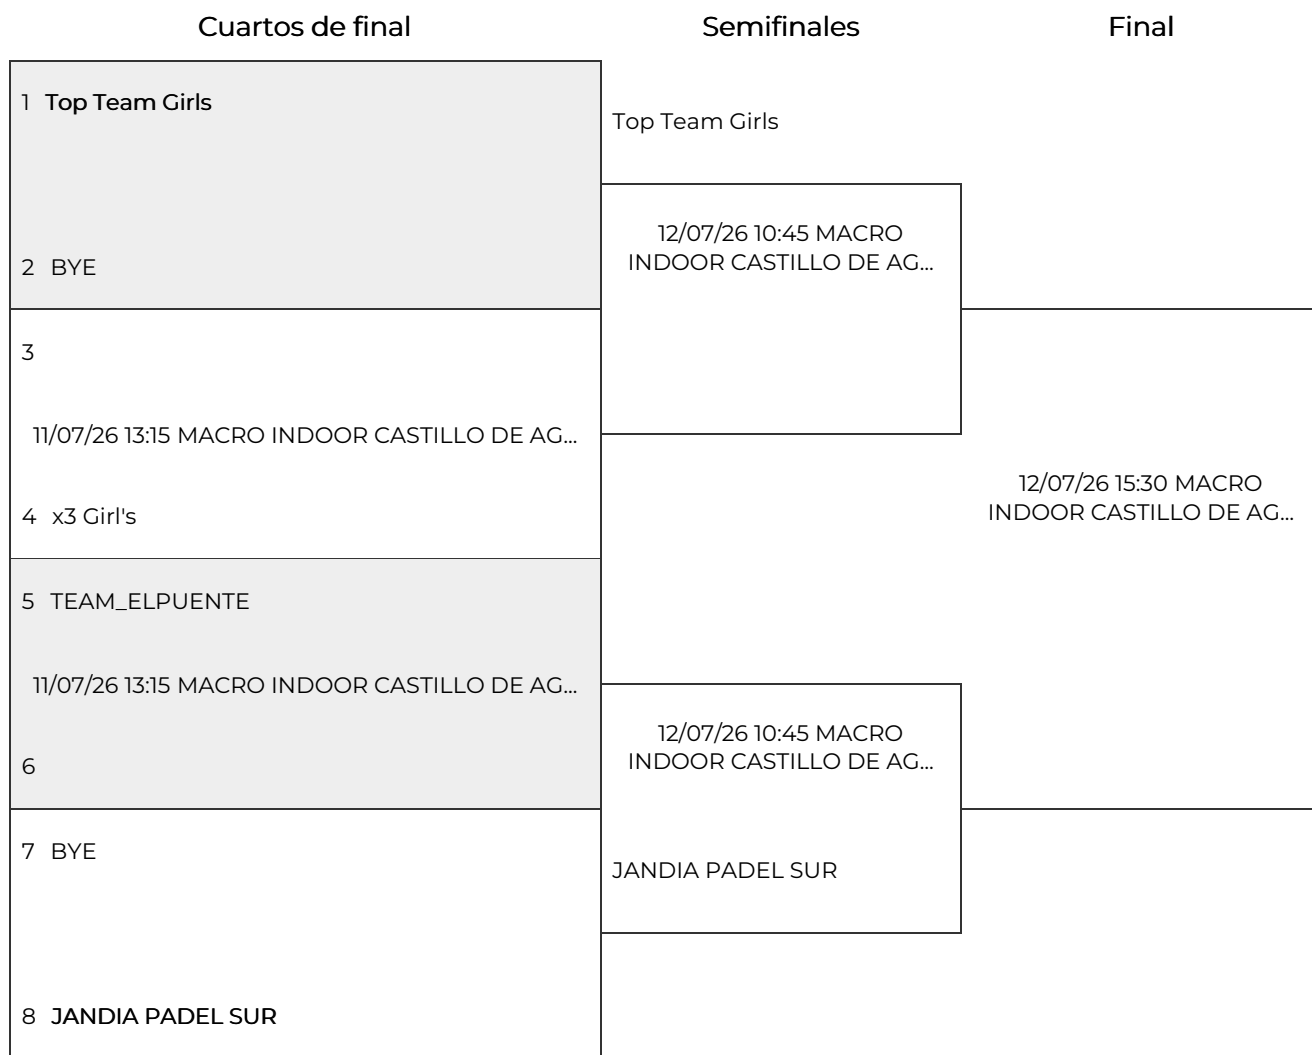 Cuartos de final
Semifinales
Final
1 Top Team Girls
2 BYE
3
11/07/26 13:15 MACRO INDOOR CASTILLO DE AG...
4 x3 Girl's
5 TEAM_ELPUENTE
11/07/26 13:15 MACRO INDOOR CASTILLO DE AG...
6
7 BYE
8 JANDIA PADEL SUR
Top Team Girls
12/07/26 10:45 MACRO
INDOOR CASTILLO DE AG...
12/07/26 10:45 MACRO
INDOOR CASTILLO DE AG...
JANDIA PADEL SUR
12/07/26 15:30 MACRO
INDOOR CASTILLO DE AG...